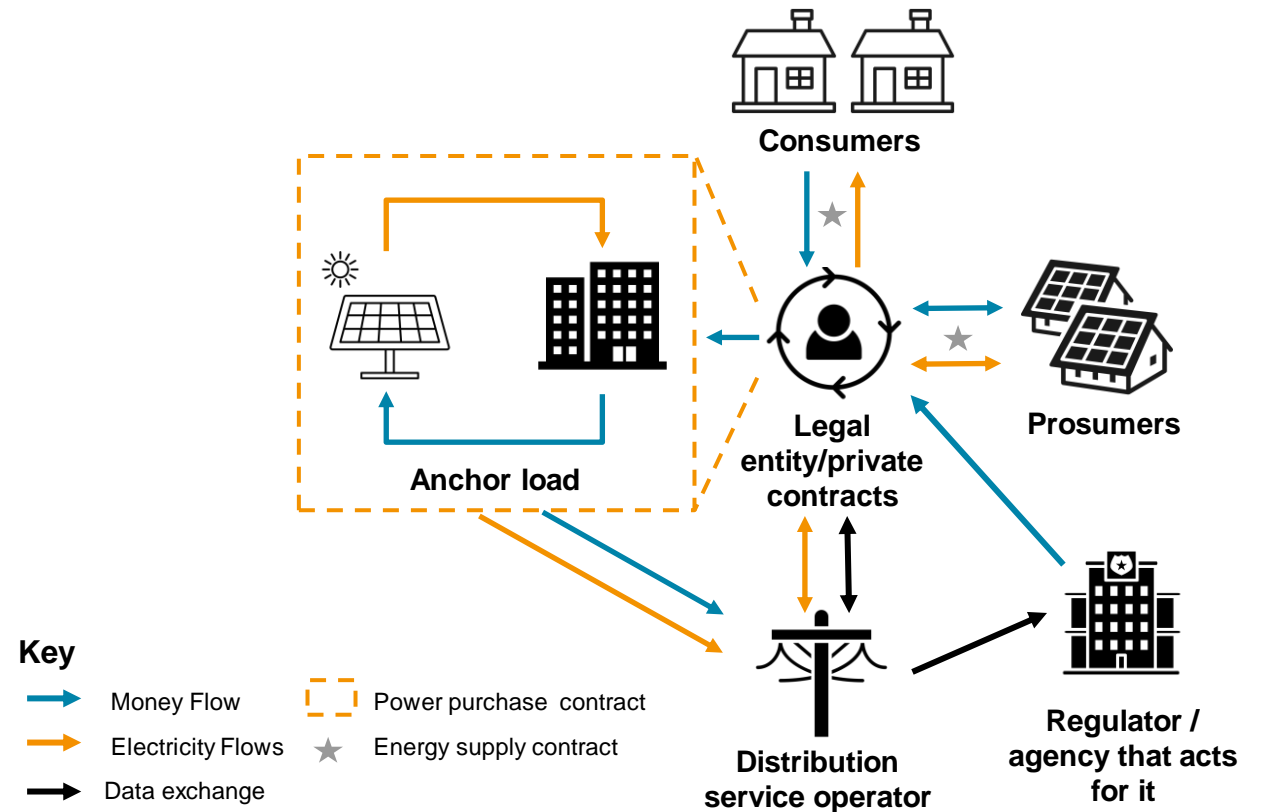 Consumers
Anchor load
Legal
entity/private
contracts
Prosumers
Key
Money Flow
Power purchase contract
Electricity Flows
Energy supply contract
Data exchange
Distribution
service operator
Regulator /
agency that acts
for it